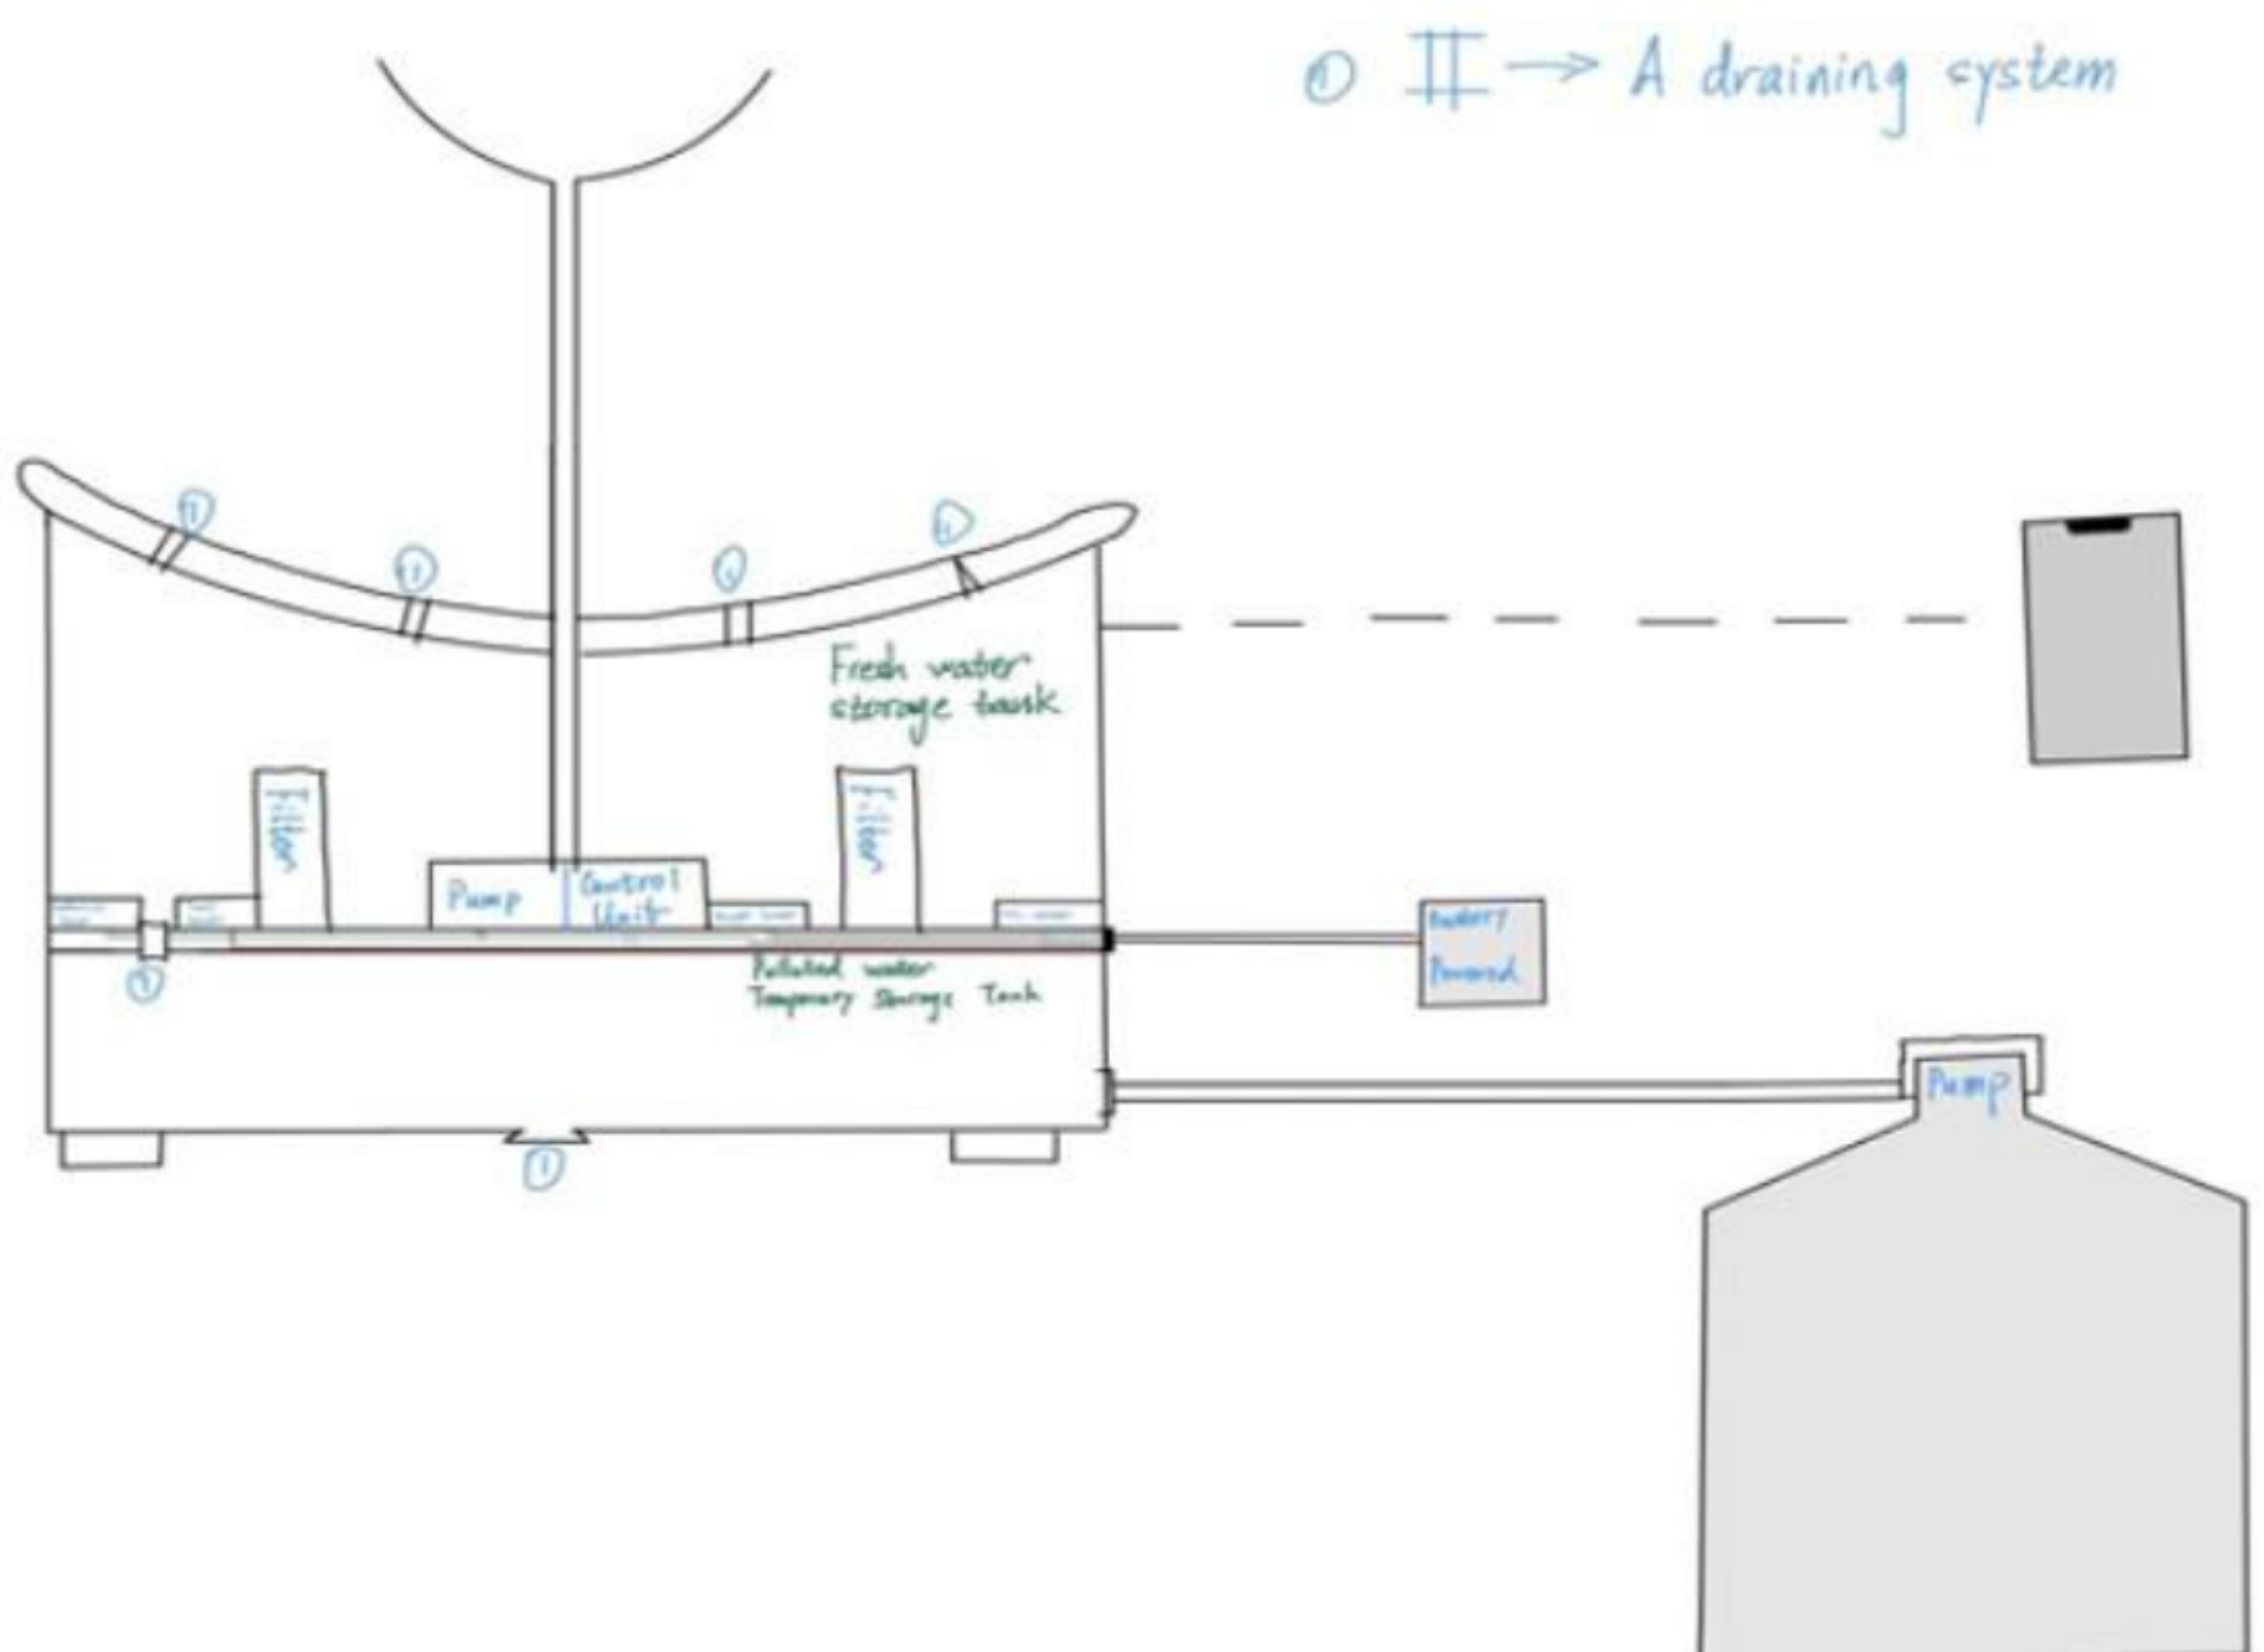 ① II → A draining system
①
①
①
①
Fresh water
storage tank
Filter
Filter
Pump
Control
Unit
Battery
Powered
Polluted water
Temporary Storage Tank
①
Pump
①